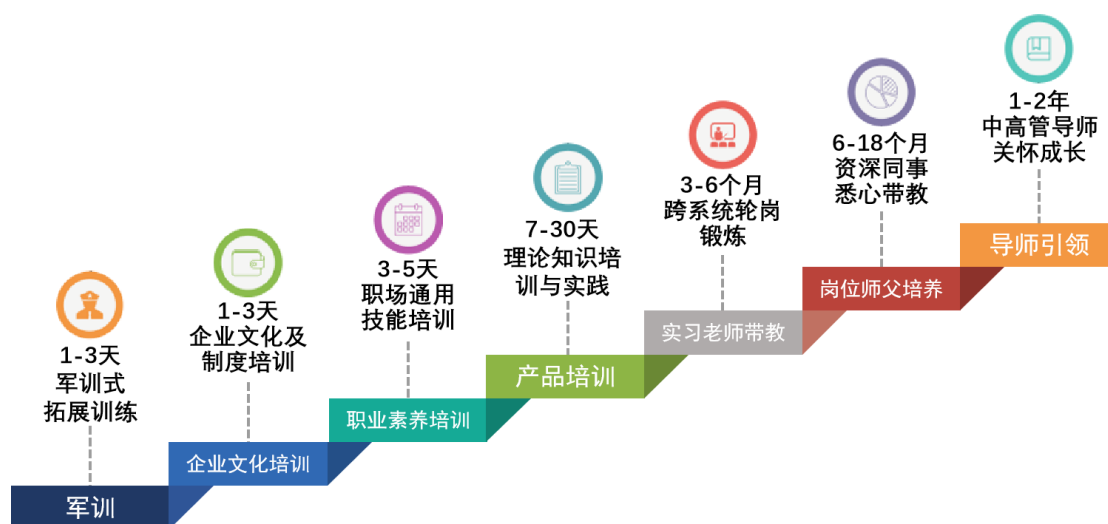 1-3天
军训式
拓展训练
军训
1-3天
企业文化及
制度培训
企业文化培训
3-5天
职场通用
技能培训
职业素养培训
7-30天
理论知识培
训与实践
产品培训
3-6个月
跨系统轮岗
锻炼
实习老师带教
6-18个月
资深同事
悉心带教
岗位师父培养
1-2年
中高管导师
关怀成长
导师引领